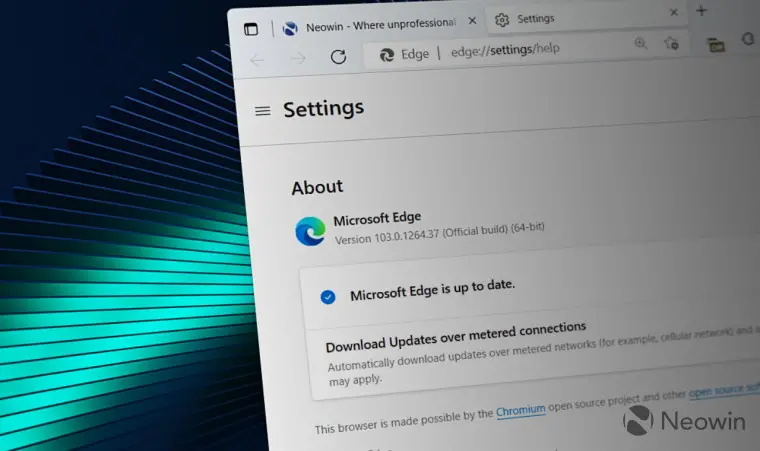 Neowin - Where unprofessional
Settings
Edge
edge://settings/help
Settings
About
Microsoft Edge
Version 103.0.1264.37 (Official build) (64-bit)
Microsoft Edge is up to date.
Download Updates over metered connections
Automatically download updates over metered networks (for example, cellular network) and
may apply.
This browser is made possible by the Chromium open source project and other open source
Neowin